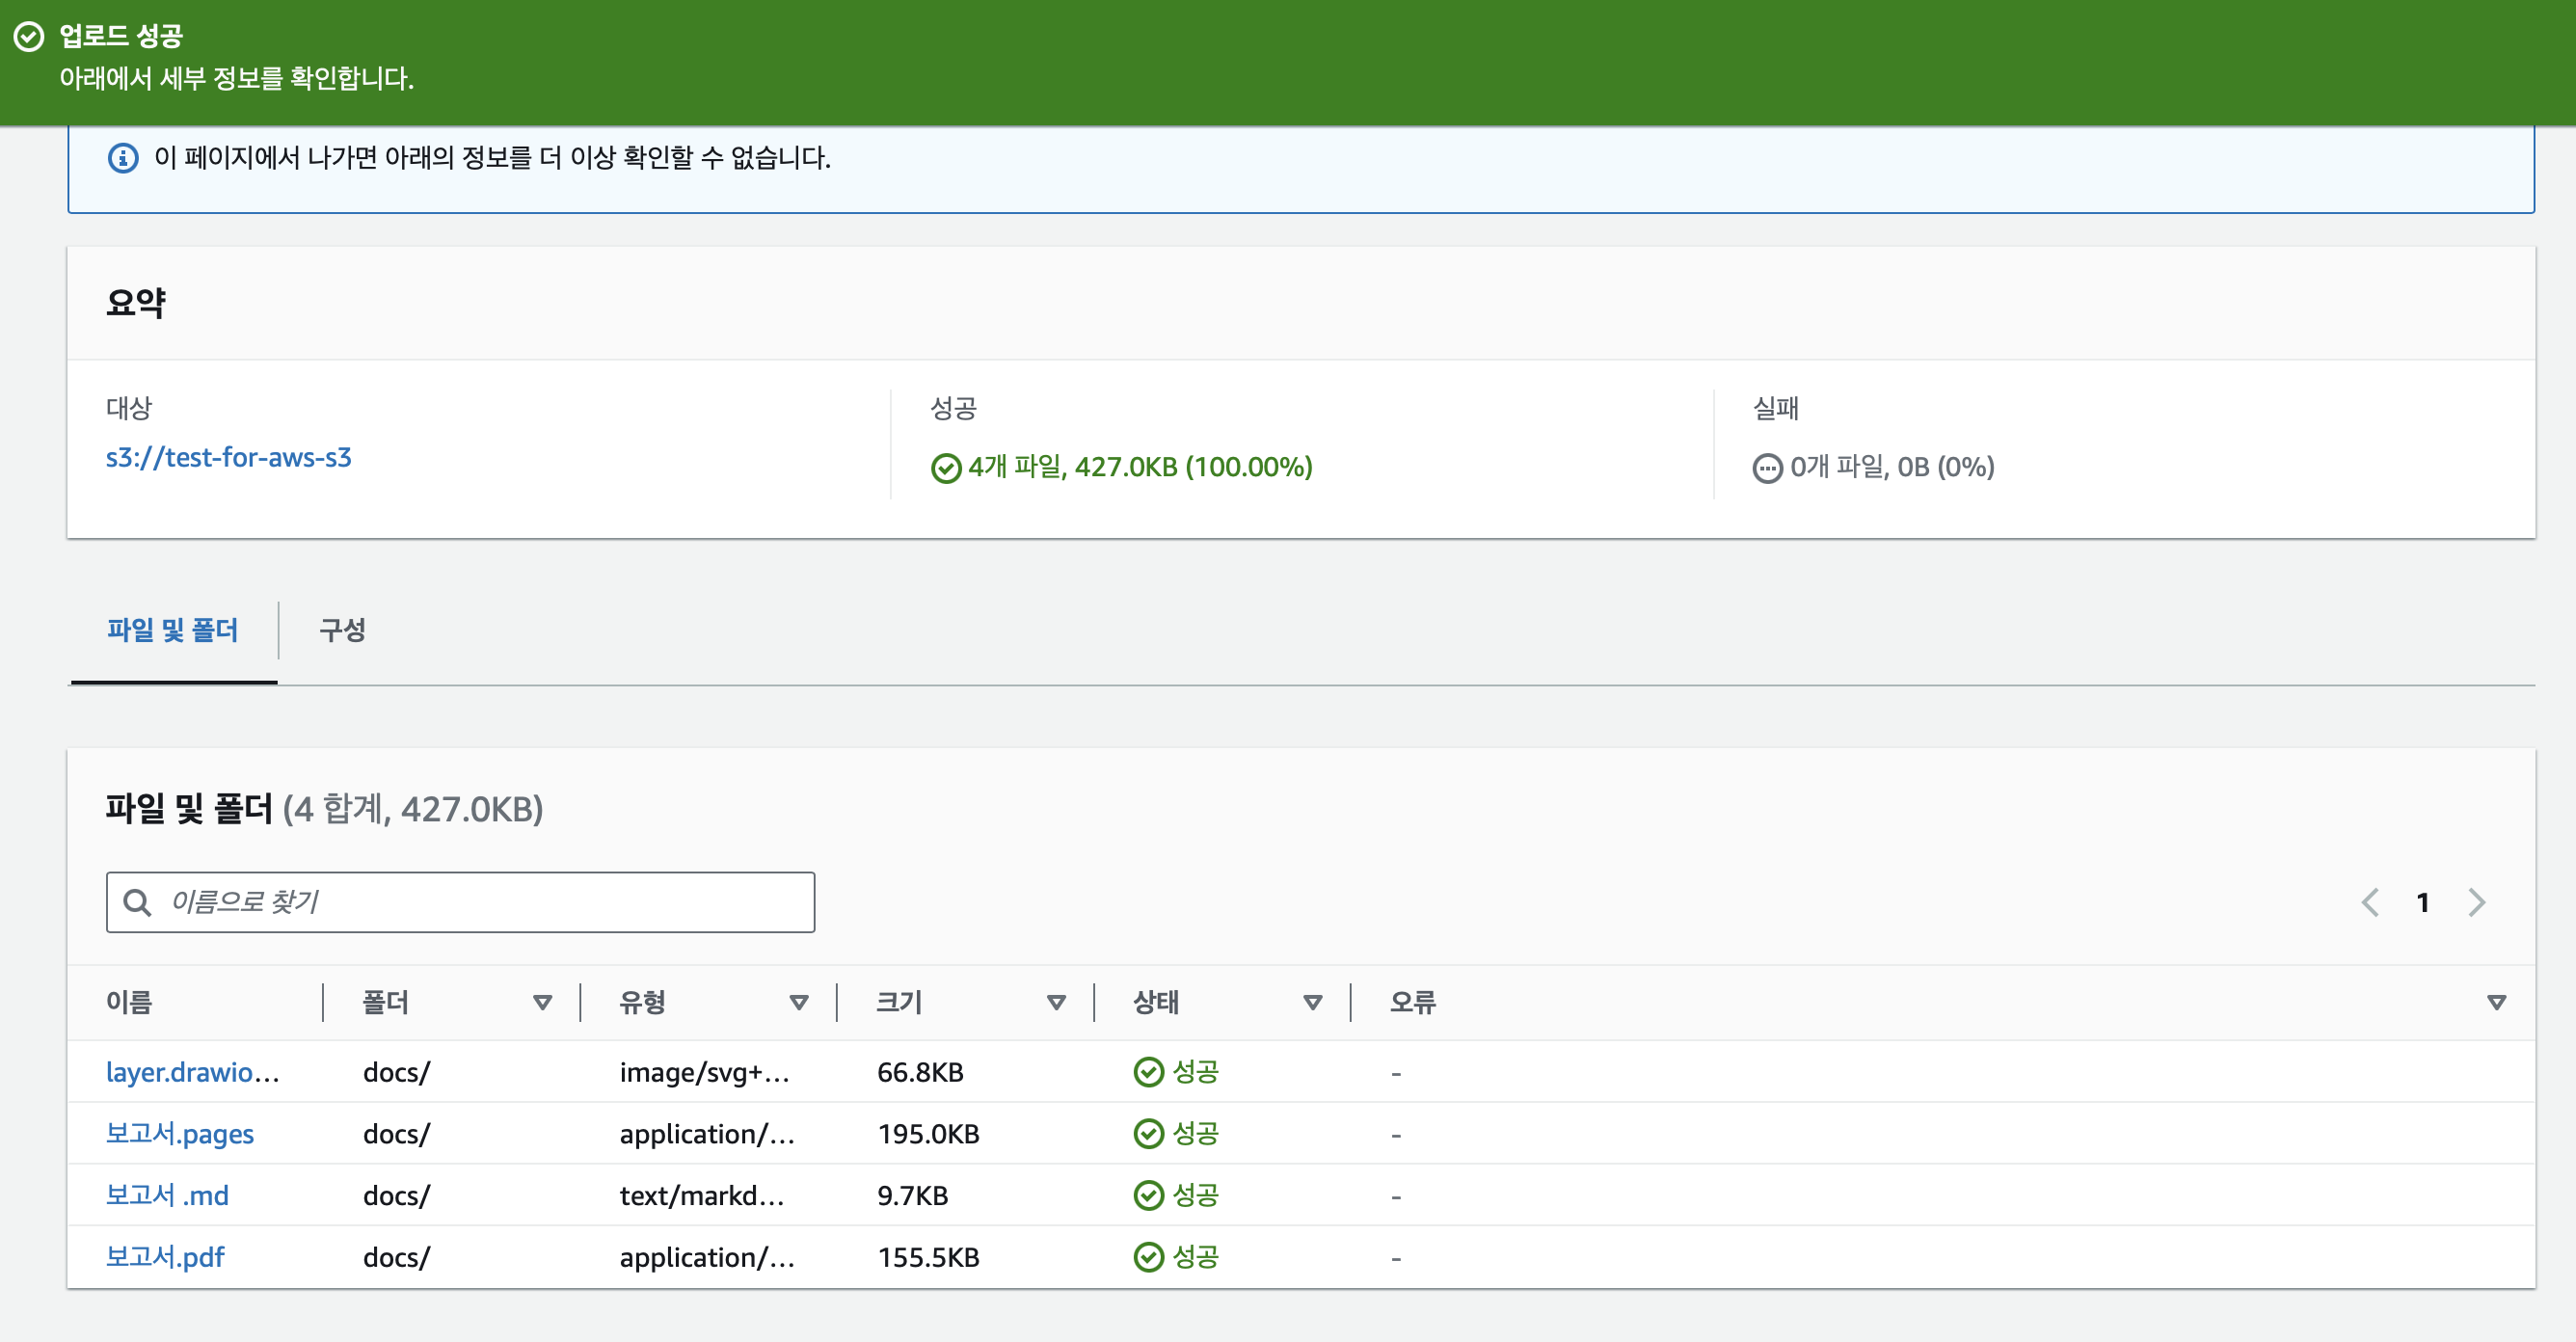 업로드 성공
아래에서 세부 정보를 확인합니다.
이 페이지에서 나가면 아래의 정보를 더 이상 확인할 수 없습니다.
요약
대상 성공 실패
s3://test-for-aws-s3 4개 파일, 427.0KB (100.00%) 0개 파일, 0B (0%)
파일 및 폴더 구성
파일 및 폴더 (4 합계, 427.0KB)
이름으로 찾기 1
이름 폴더 유형 크기 상태 오류
layer.drawio... docs/ image/svg+... 66.8KB 성공 -
보고서.pages docs/ application/... 195.0KB 성공 -
보고서 .md docs/ text/markd... 9.7KB 성공 -
보고서.pdf docs/ application/... 155.5KB 성공 -